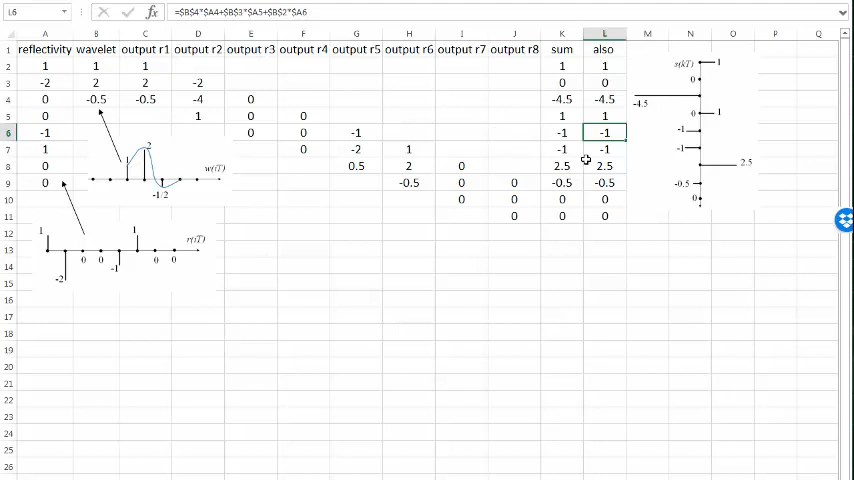 L6 =$B$4*$A4+$B$3*$A5+$B$2*$A6
A B C D E F G H I J K L M N O P Q
1 reflectivity wavelet output r1 output r2 output r3 output r4 output r5 output r6 output r7 output r8 sum also
2 1 1 1 1 1
3 -2 2 2 -2 0 0
4 0 -0.5 -0.5 -4 0 -4.5 -4.5
5 0 1 0 0 1 1
6 -1 0 0 -1 -1 -1
7 1 0 -2 1 -1 -1
8 0 0.5 2 0 2.5 2.5
9 0 -0.5 0 0 -0.5 -0.5
10 0 0 0 0
11 0 0 0
12
13
14
15
16
17
18
19
20
21
22
23
24
25
26
2
1
w(iT)
-1/2
1 1 r(iT)
0 0 0 0
-1
-2
s(kT) 1
0
-4.5
0 1
-1
-1
2.5
-0.5
0